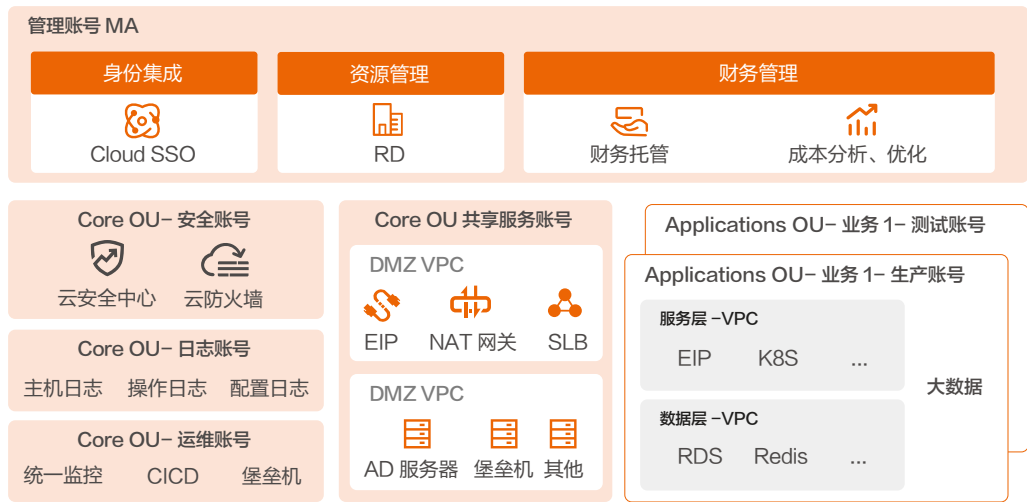 管理账号 MA
身份集成
资源管理
财务管理
Cloud SSO
RD
财务托管
成本分析、优化
Core OU- 安全账号
云安全中心
云防火墙
Core OU- 日志账号
主机日志
操作日志
配置日志
Core OU- 运维账号
统一监控
CICD
堡垒机
Core OU 共享服务账号
DMZ VPC
EIP
NAT 网关
SLB
DMZ VPC
AD 服务器
堡垒机
其他
Applications OU- 业务 1- 测试账号
Applications OU- 业务 1- 生产账号
服务层 -VPC
EIP
K8S
...
数据层 -VPC
RDS
Redis
...
大数据